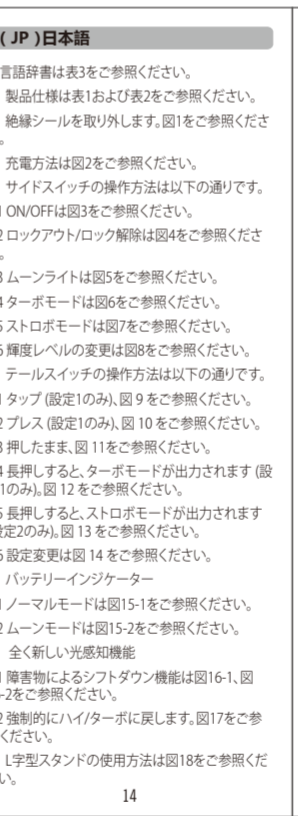 ( JP )日本語
言語辞書は表3をご参照ください。
製品仕様は表1および表2をご参照ください。
絶縁シールを取り外します。図1をご参照くださ
。
充電方法は図2をご参照ください。
サイドスイッチの操作方法は以下の通りです。
1 ON/OFFは図3をご参照ください。
2 ロックアウト/ロック解除は図4をご参照くださ
。
3 ムーンライトは図5をご参照ください。
4 ターボモードは図6をご参照ください。
5 ストロボモードは図7をご参照ください。
6 輝度レベルの変更は図8をご参照ください。
テールスイッチの操作方法は以下の通りです。
1 タップ (設定1のみ)、図 9 をご参照ください。
2 プレス (設定1のみ)、図 10 をご参照ください。
3 押したまま、図 11をご参照ください。
4 長押しすると、ターボモードが出力されます (設
1のみ)。図 12 をご参照ください。
5 長押しすると、ストロボモードが出力されます
設定2のみ)。図 13 をご参照ください。
6 設定変更は図 14 をご参照ください。
バッテリーインジケーター
1 ノーマルモードは図15-1をご参照ください。
2 ムーンモードは図15-2をご参照ください。
全く新しい光感知機能
1 障害物によるシフトダウン機能は図16-1、図
-2をご参照ください。
2 強制的にハイ/ターボに戻します。図17をご参
ください。
L字型スタンドの使用方法は図18をご参照くだ
い。
14